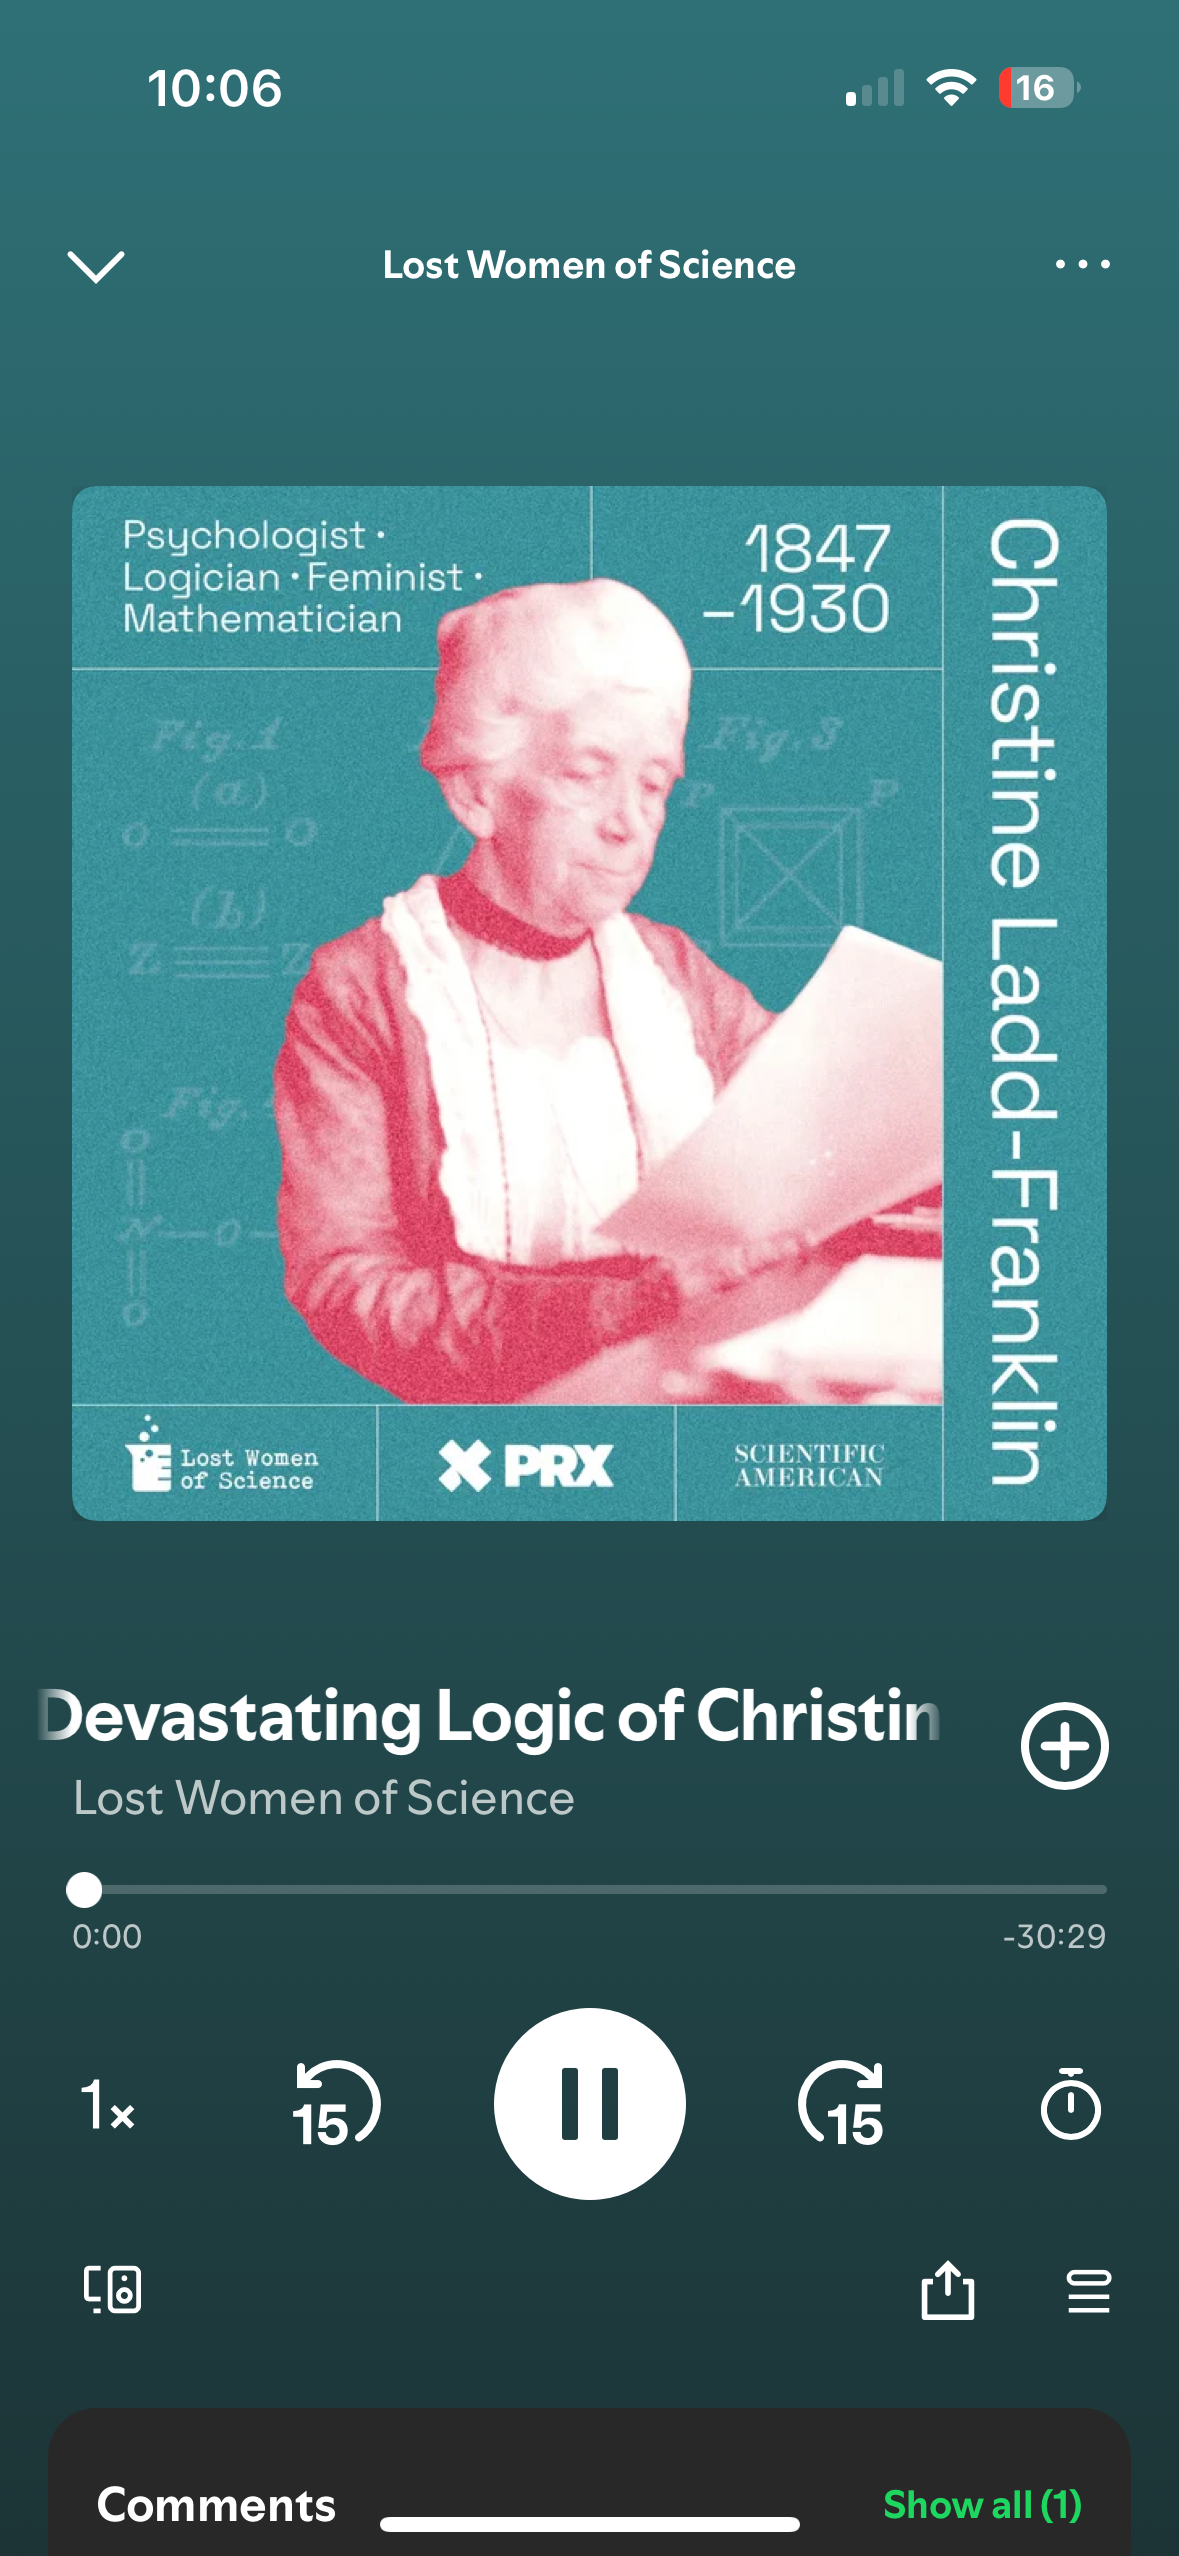 10:06
16
Lost Women of Science
Psychologist ·
Logician · Feminist ·
Mathematician
1847
–1930
Christine Ladd-Franklin
Fig.1
(a)
O O
(b)
Z Z
Fig.3
P P
Fig.
O
N—O—
O
Lost Women
of Science
PRX
SCIENTIFIC
AMERICAN
Devastating Logic of Christin
Lost Women of Science
0:00
-30:29
1×
15
15
Comments
Show all (1)